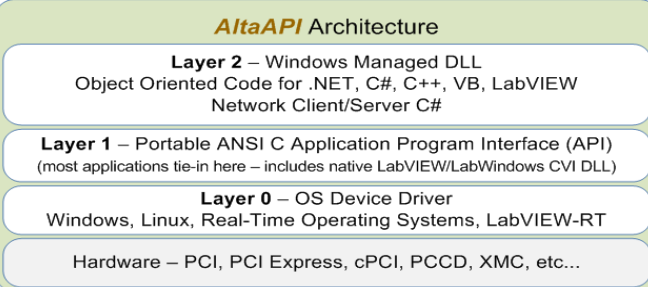 AltaAPI Architecture
Layer 2 – Windows Managed DLL
Object Oriented Code for .NET, C#, C++, VB, LabVIEW
Network Client/Server C#
Layer 1 – Portable ANSI C Application Program Interface (API)
(most applications tie-in here – includes native LabVIEW/LabWindows CVI DLL)
Layer 0 – OS Device Driver
Windows, Linux, Real-Time Operating Systems, LabVIEW-RT
Hardware – PCI, PCI Express, cPCI, PCCD, XMC, etc...